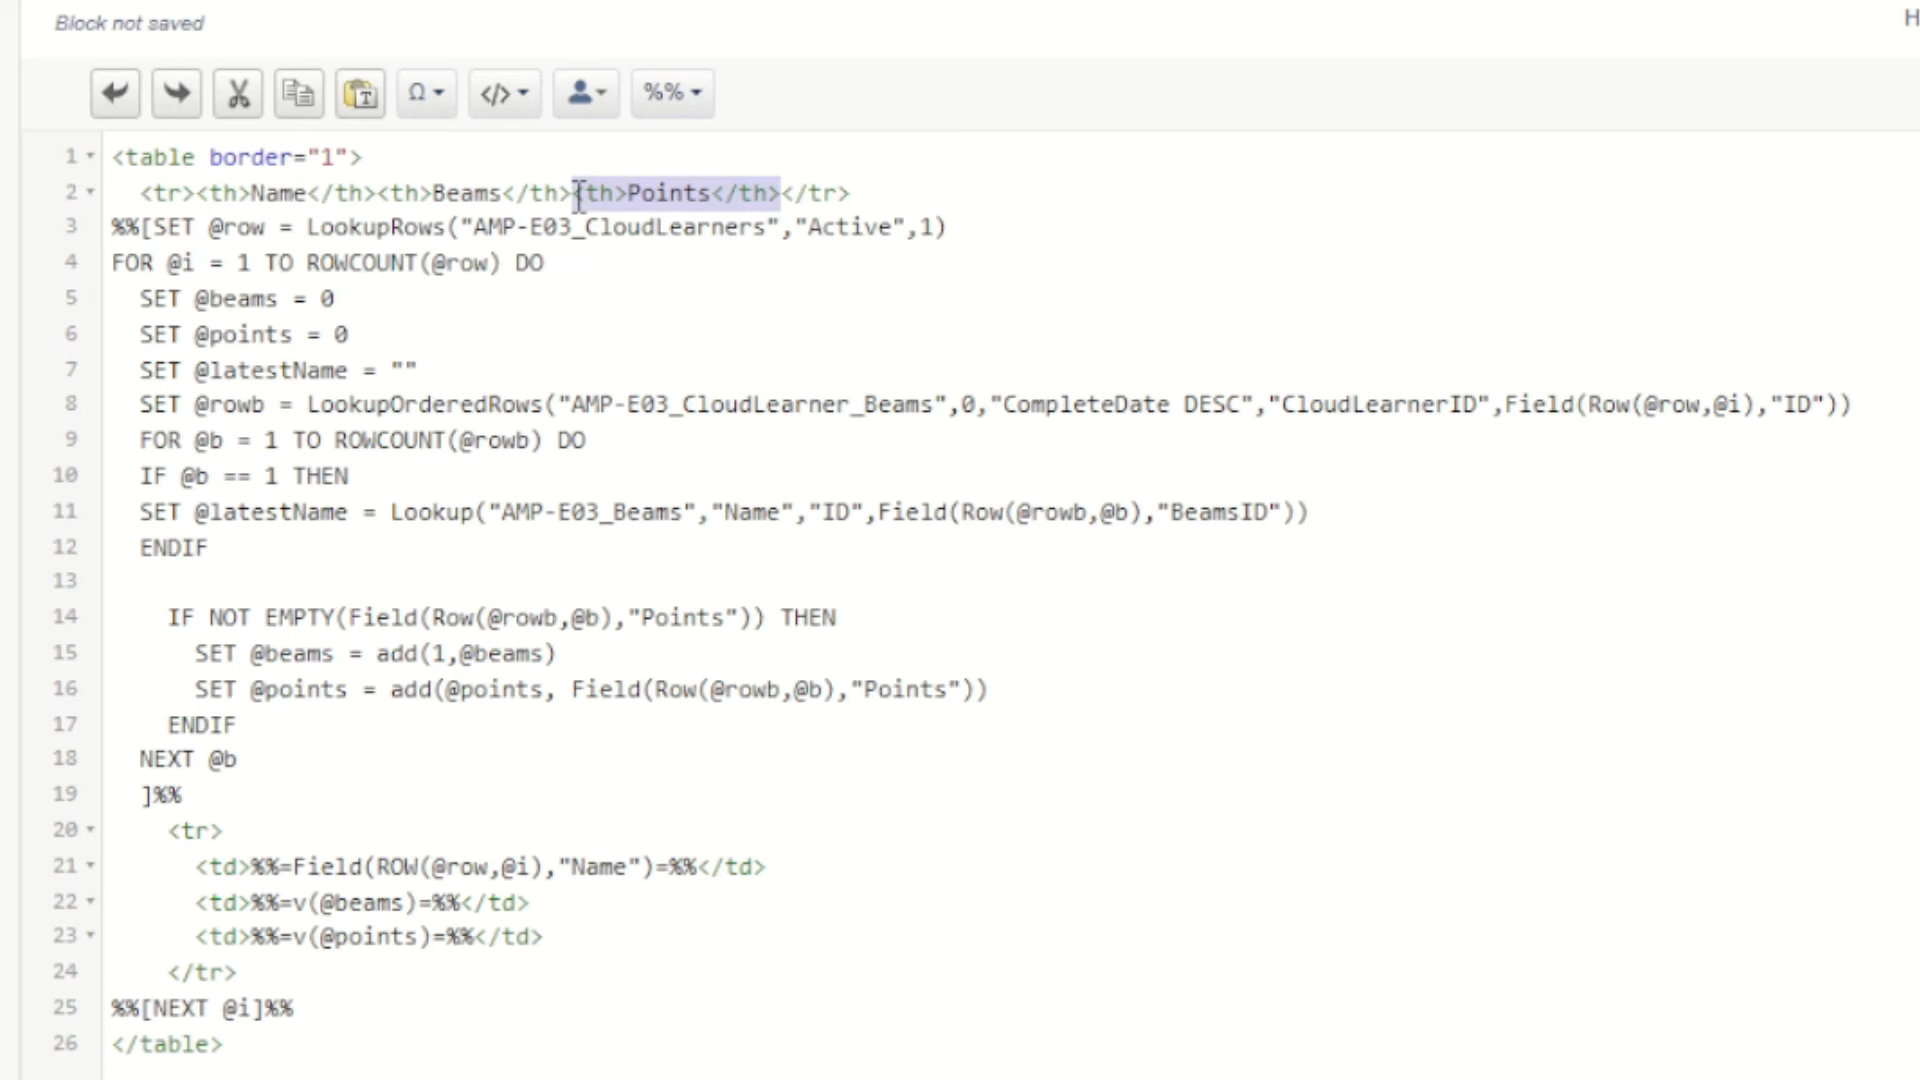 Block not saved
H
Ω </> %%
1 <table border="1">
2 <tr><th>Name</th><th>Beams</th><th>Points</th></tr>
3 %%[SET @row = LookupRows("AMP-E03_CloudLearners","Active",1)
4 FOR @i = 1 TO ROWCOUNT(@row) DO
5 SET @beams = 0
6 SET @points = 0
7 SET @latestName = ""
8 SET @rowb = LookupOrderedRows("AMP-E03_CloudLearner_Beams",0,"CompleteDate DESC","CloudLearnerID",Field(Row(@row,@i),"ID"))
9 FOR @b = 1 TO ROWCOUNT(@rowb) DO
10 IF @b == 1 THEN
11 SET @latestName = Lookup("AMP-E03_Beams","Name","ID",Field(Row(@rowb,@b),"BeamsID"))
12 ENDIF
13
14 IF NOT EMPTY(Field(Row(@rowb,@b),"Points")) THEN
15 SET @beams = add(1,@beams)
16 SET @points = add(@points, Field(Row(@rowb,@b),"Points"))
17 ENDIF
18 NEXT @b
19 ]%%
20 <tr>
21 <td>%%=Field(ROW(@row,@i),"Name")=%%</td>
22 <td>%%=v(@beams)=%%</td>
23 <td>%%=v(@points)=%%</td>
24 </tr>
25 %%[NEXT @i]%%
26 </table>